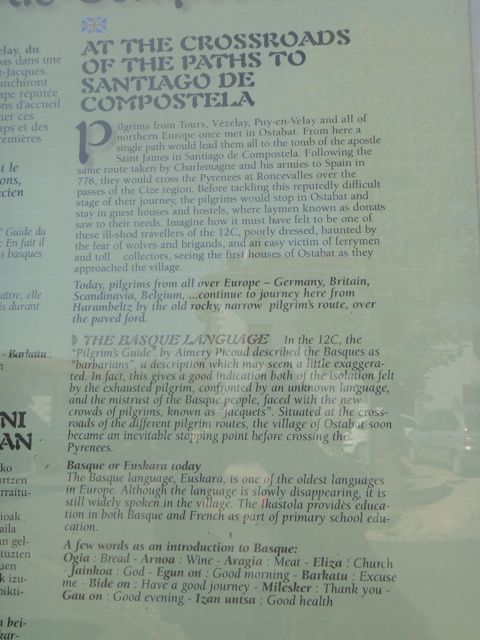 AT THE CROSSROADS
OF THE PATHS TO
SANTIAGO DE
COMPOSTELA
Pilgrims from Tours, Vézelay, Puy-en-Velay and all of
northern Europe once met in Ostabat. From here a
single path would lead them all to the tomb of the apostle
Saint James in Santiago de Compostela. Following the
same route taken by Charlemagne and his armies to Spain in
778, they would cross the Pyrenees at Roncevalles over the
passes of the Cize region. Before tackling this reputedly difficult
stage of their journey, the pilgrims would stop in Ostabat and
stay in guest houses and hostels, where laymen known as donats
saw to their needs. Imagine how it must have felt to be one of
these ill-shod travellers of the 12C, poorly dressed, haunted by
the fear of wolves and brigands, and an easy victim of ferrymen
and toll collectors, seeing the first houses of Ostabat as they
approached the village.
Today, pilgrims from all over Europe – Germany, Britain,
Scandinavia, Belgium, ...continue to journey here from
Harambeltz by the old rocky, narrow pilgrim's route, over
the paved ford.
THE BASQUE LANGUAGE In the 12C, the
"Pilgrim's Guide" by Aimery Picoud described the Basques as
"barbarians", a description which may seem a little exaggera-
ted. In fact, this gives a good indication both of the isolation felt
by the exhausted pilgrim, confronted by an unknown language,
and the mistrust of the Basque people, faced with the new
crowds of pilgrims, known as "Jacquets". Situated at the cross-
roads of the different pilgrim routes, the village of Ostabat soon
became an inevitable stopping point before crossing the
Pyrenees.
Basque or Euskara today
The Basque language, Euskara, is one of the oldest languages
in Europe. Although the language is slowly disappearing, it is
still widely spoken in the village. The Ikastola provides educa-
tion in both Basque and French as part of primary school edu-
cation.
A few words as an introduction to Basque:
Ogia : Bread - Arnoa : Wine - Aragia : Meat - Eliza : Church
Jainkoa : God - Egun on : Good morning - Barkatu : Excuse
me - Bide on : Have a good journey - Milesker : Thank you -
Gau on : Good evening - Izan untsa : Good health